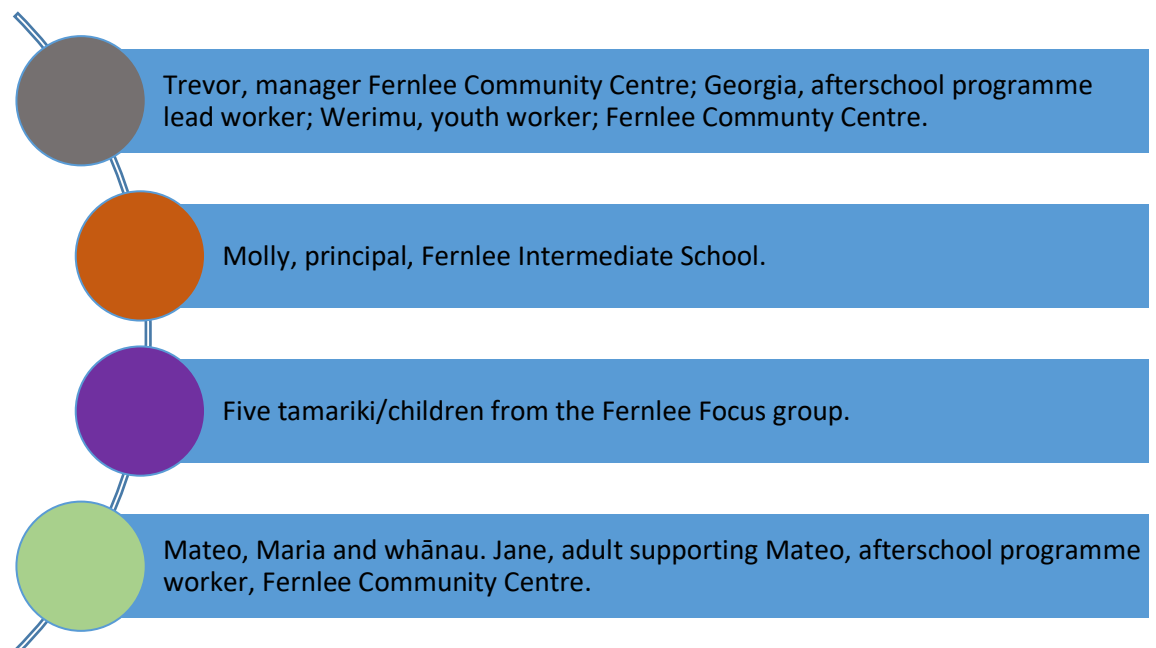 Trevor, manager Fernlee Community Centre; Georgia, afterschool programme
lead worker; Werimu, youth worker; Fernlee Communty Centre.
Molly, principal, Fernlee Intermediate School.
Five tamariki/children from the Fernlee Focus group.
Mateo, Maria and whānau. Jane, adult supporting Mateo, afterschool programme
worker, Fernlee Community Centre.